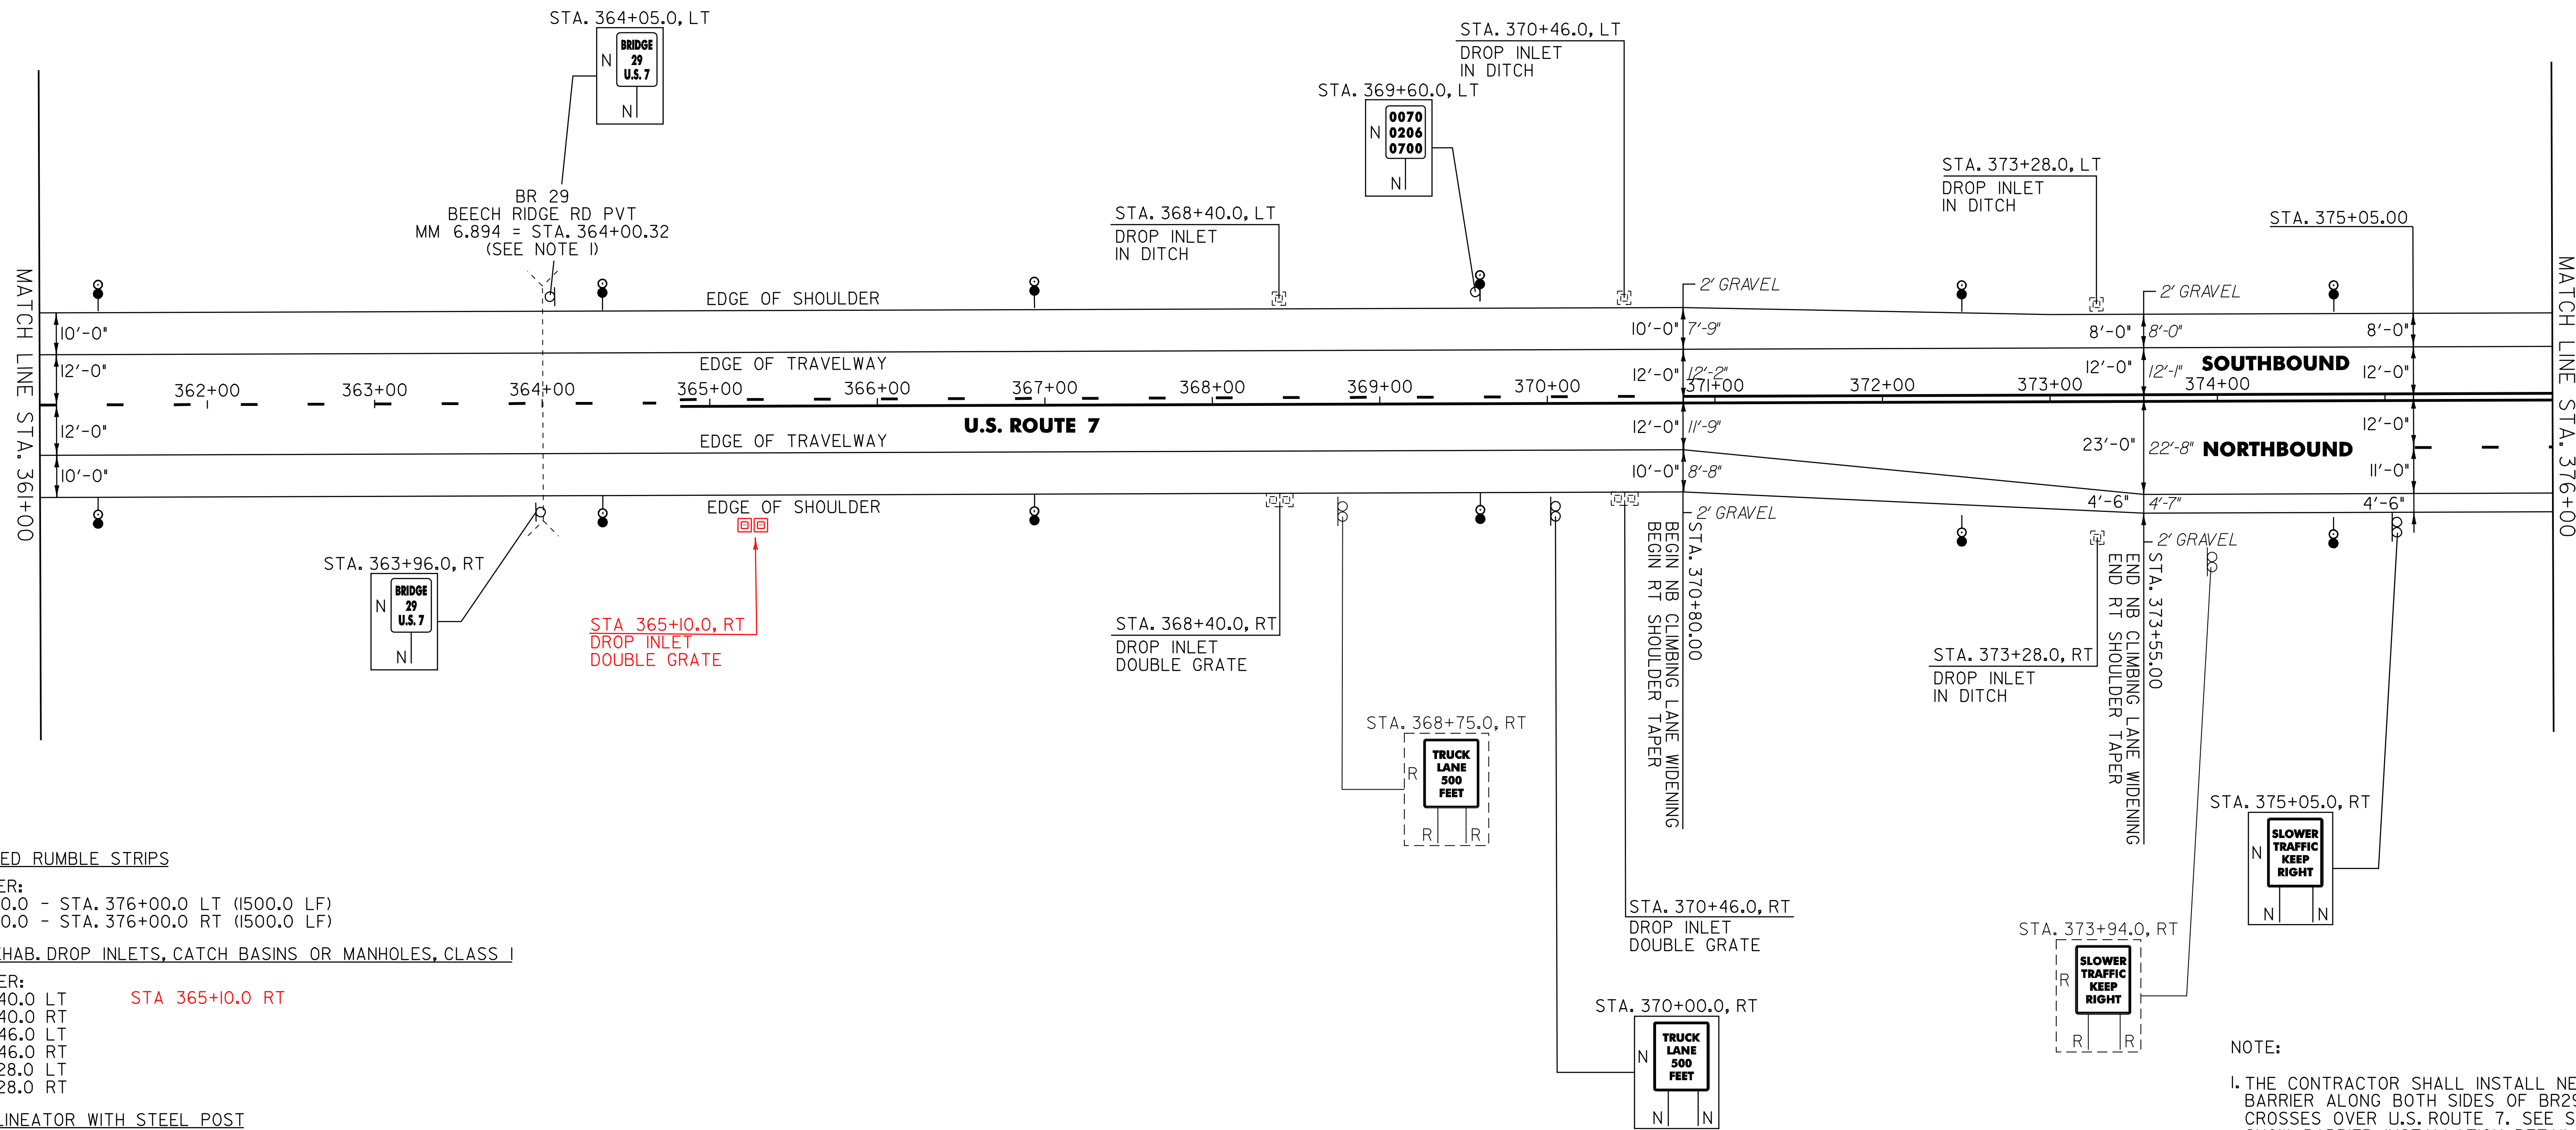 STA. 364+05.0, LT
BRIDGE
29
U.S. 7
N
N
BR 29
BEECH RIDGE RD PVT
MM 6.894 = STA. 364+00.32
(SEE NOTE 1)
STA. 370+46.0, LT
DROP INLET
IN DITCH
STA. 369+60.0, LT
0070
0206
0700
N
N
STA. 368+40.0, LT
DROP INLET
IN DITCH
STA. 373+28.0, LT
DROP INLET
IN DITCH
STA. 375+05.00
MATCH LINE STA. 361+00
MATCH LINE STA. 376+00
EDGE OF SHOULDER
2' GRAVEL
2' GRAVEL
10'-0"
10'-0" 7'-9"
8'-0" 8'-0"
8'-0"
EDGE OF TRAVELWAY
SOUTHBOUND
12'-0"
12'-0" 12'-2"
12'-0" 12'-1"
12'-0"
362+00 363+00 364+00 365+00 366+00 367+00 368+00 369+00 370+00 371+00 372+00 373+00 374+00
U.S. ROUTE 7
12'-0"
12'-0" 11'-9"
12'-0"
EDGE OF TRAVELWAY
23'-0" 22'-8"
NORTHBOUND
10'-0"
10'-0" 8'-8"
11'-0"
4'-6" 4'-7"
4'-6"
EDGE OF SHOULDER
2' GRAVEL
2' GRAVEL
STA. 370+80.00
BEGIN NB CLIMBING LANE WIDENING
BEGIN RT SHOULDER TAPER
STA. 373+55.00
END NB CLIMBING LANE WIDENING
END RT SHOULDER TAPER
STA. 363+96.0, RT
BRIDGE
29
U.S. 7
N
N
STA 365+10.0, RT
DROP INLET
DOUBLE GRATE
STA. 368+40.0, RT
DROP INLET
DOUBLE GRATE
STA. 373+28.0, RT
DROP INLET
IN DITCH
STA. 368+75.0, RT
TRUCK
LANE
500
FEET
R
R R
STA. 375+05.0, RT
SLOWER
TRAFFIC
KEEP
RIGHT
N
N N
STA. 370+46.0, RT
DROP INLET
DOUBLE GRATE
STA. 373+94.0, RT
SLOWER
TRAFFIC
KEEP
RIGHT
R
R R
STA. 370+00.0, RT
TRUCK
LANE
500
FEET
N
N N
ED RUMBLE STRIPS
ER:
0.0 - STA. 376+00.0 LT (1500.0 LF)
0.0 - STA. 376+00.0 RT (1500.0 LF)
EHAB. DROP INLETS, CATCH BASINS OR MANHOLES, CLASS I
ER:
40.0 LT STA 365+10.0 RT
40.0 RT
46.0 LT
46.0 RT
28.0 LT
28.0 RT
LINEATOR WITH STEEL POST
NOTE:
1. THE CONTRACTOR SHALL INSTALL NE
BARRIER ALONG BOTH SIDES OF BR29
CROSSES OVER U.S. ROUTE 7. SEE S